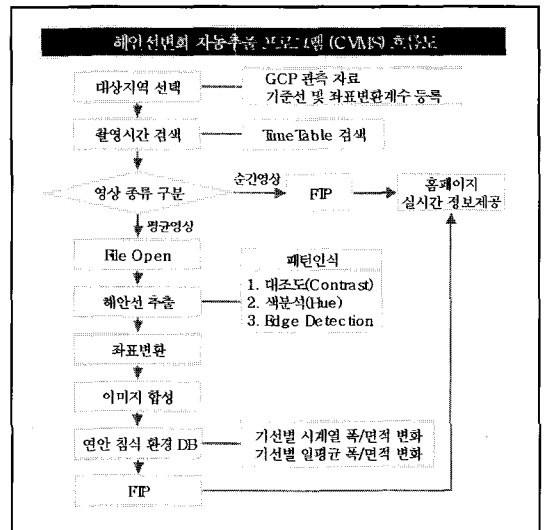 해안선변화 자동추출 프로그램 (CVMS) 흐름도
대상지역 선택
GCP 관측 자료
기준선 및 좌표변환계수 등록
촬영시간 검색
TimeTable 검색
영상 종류 구분
순간영상
FTP
홈페이지
실시간 정보제공
평균영상
File Open
해안선 추출
패턴인식
1. 대조도(Contrast)
2. 색분석(Hue)
3. Edge Detection
좌표변환
이미지 합성
연안 침식 환경 DB
기선별 시계열 폭/면적 변화
기선별 일평균 폭/면적 변화
FTP